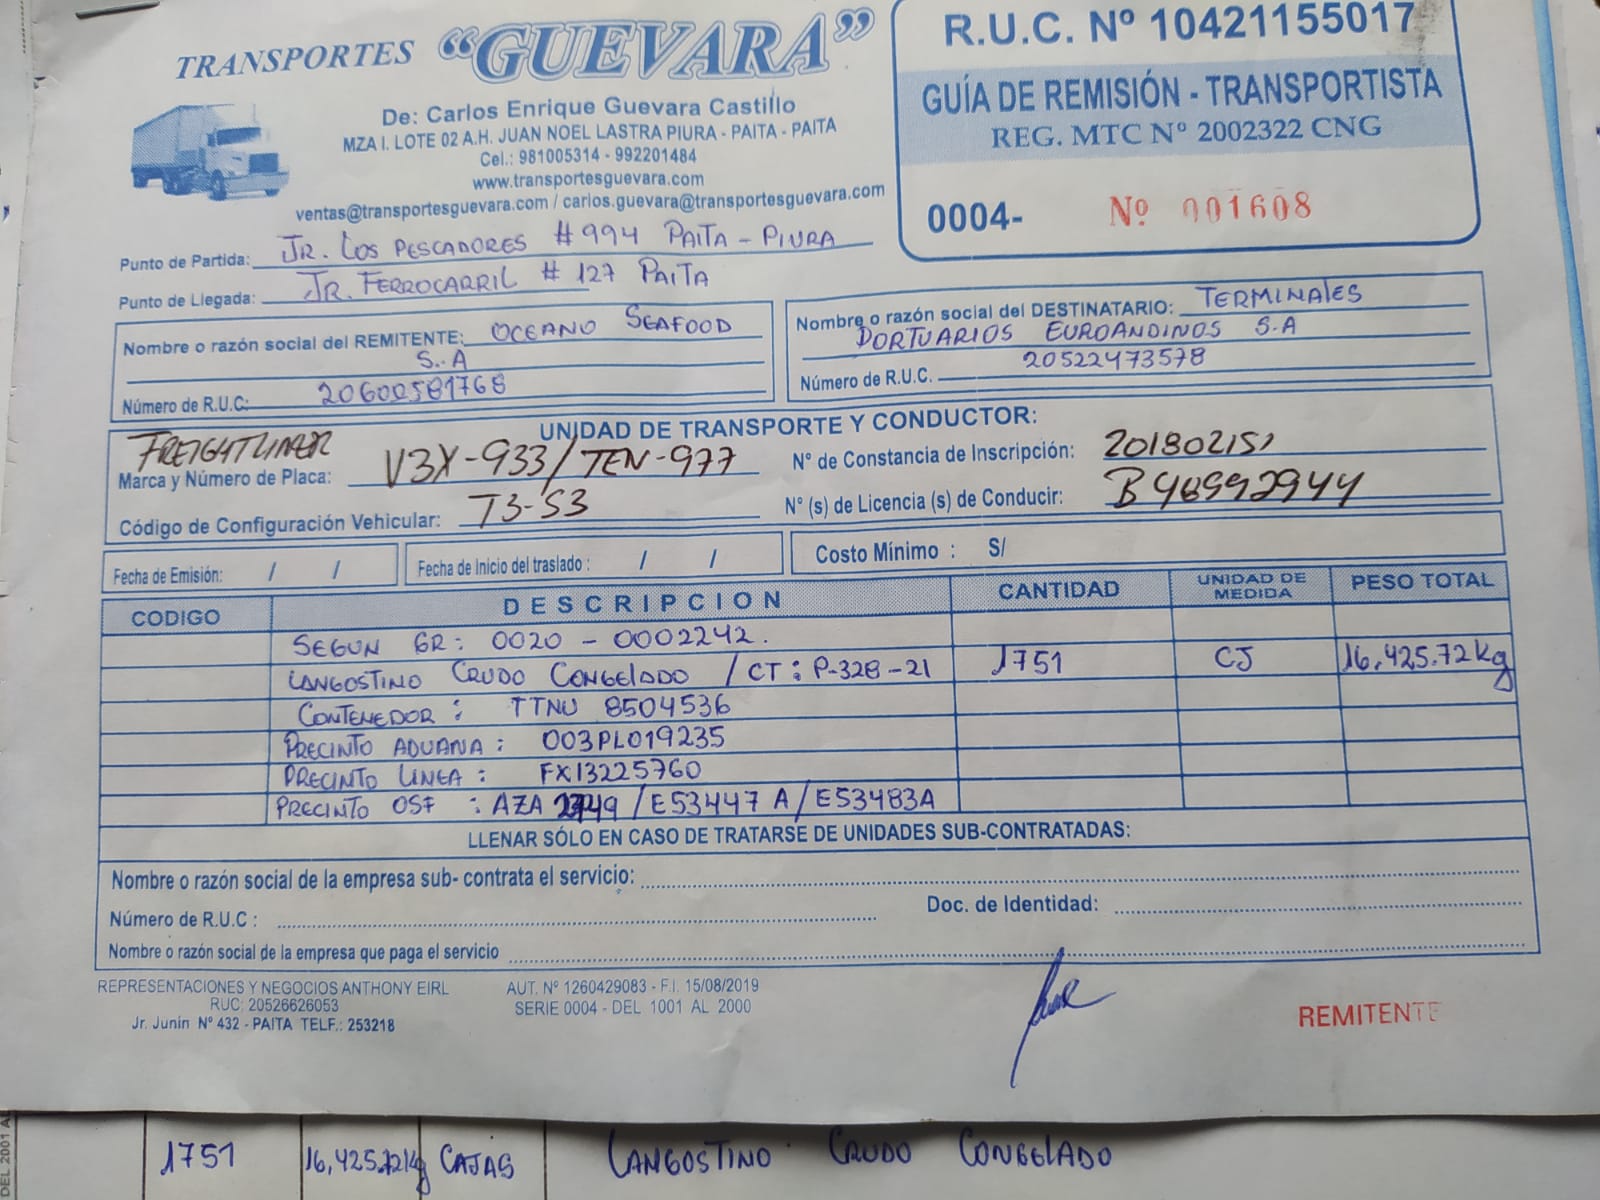 TRANSPORTES "GUEVARA"
De: Carlos Enrique Guevara Castillo
MZA I. LOTE 02 A.H. JUAN NOEL LASTRA PIURA - PAITA - PAITA
Cel.: 981005314 - 992201484
www.transportesguevara.com
ventas@transportesguevara.com / carlos.guevara@transportesguevara.com
R.U.C. Nº 10421155017
GUÍA DE REMISIÓN - TRANSPORTISTA
REG. MTC Nº 2002322 CNG
0004- Nº 001608
Punto de Partida: JR. LOS PESCADORES # 994 PAITA - PIURA
Punto de Llegada: JR. FERROCARRIL # 127 PAITA
Nombre o razón social del REMITENTE: OCEANO SEAFOOD
S.A
Número de R.U.C: 20600581768
Nombre o razón social del DESTINATARIO: TERMINALES
PORTUARIOS EUROANDINOS S.A
Número de R.U.C. 20522473578
UNIDAD DE TRANSPORTE Y CONDUCTOR:
FREIGHTLINER
Marca y Número de Placa: V3X-933/TEN-977
Nº de Constancia de Inscripción:
Código de Configuración Vehicular: T3-S3
Nº (s) de Licencia (s) de Conducir: B46992944
Fecha de Emisión: / /
Fecha de Inicio del traslado : / /
Costo Mínimo : S/
CODIGO DESCRIPCION CANTIDAD UNIDAD DE MEDIDA PESO TOTAL
SEGUN GR: 0020 - 0002242.
LANGOSTINO CRUDO CONGELADO / CT: P-328-21 1751 CJ 16,425.72kg
CONTENEDOR : TTNU 8504536
PRECINTO ADUANA : 003PL019235
PRECINTO LINEA : FX13225760
PRECINTO OSF : AZA /E53447A/E53483A
LLENAR SÓLO EN CASO DE TRATARSE DE UNIDADES SUB-CONTRATADAS:
Nombre o razón social de la empresa sub- contrata el servicio:
Número de R.U.C :
Doc. de Identidad:
Nombre o razón social de la empresa que paga el servicio
REPRESENTACIONES Y NEGOCIOS ANTHONY EIRL
RUC: 20526626053
Jr. Junín Nº 432 - PAITA TELF.: 253218
AUT. Nº 1260429083 - F.I. 15/08/2019
SERIE 0004 - DEL 1001 AL 2000
REMITENTE
DEL 2001 A
1751 16,425.72kg CAJAS LANGOSTINO CRUDO CONGELADO